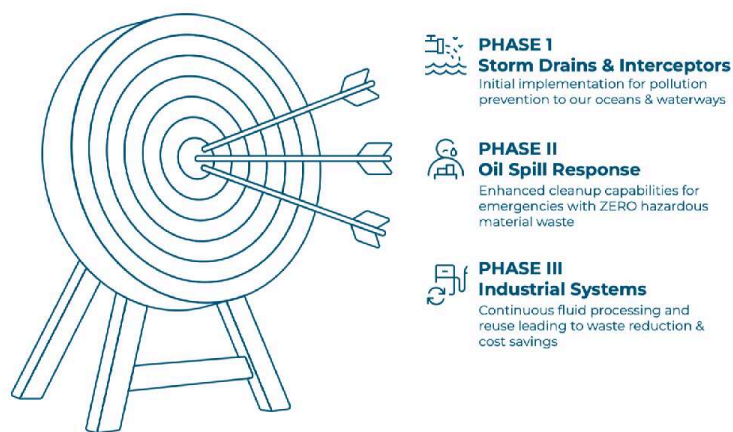 PHASE 1
Storm Drains & Interceptors
Initial implementation for pollution
prevention to our oceans & waterways
PHASE II
Oil Spill Response
Enhanced cleanup capabilities for
emergencies with ZERO hazardous
material waste
PHASE III
Industrial Systems
Continuous fluid processing and
reuse leading to waste reduction &
cost savings